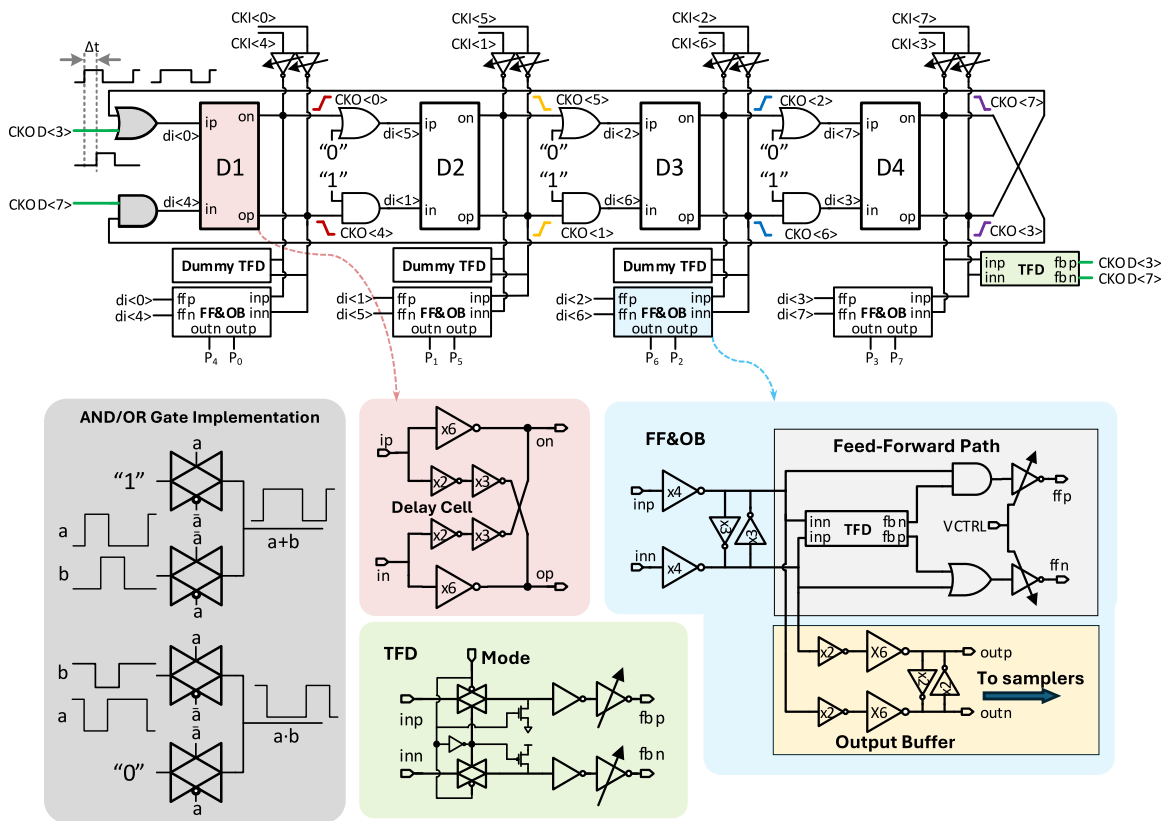 CKI<0>
CKI<4>
CKI<5>
CKI<1>
CKI<2>
CKI<6>
CKI<7>
CKI<3>
Δt
CKOD<3>
di<0>
ip
on
D1
in
op
CKOD<7>
di<4>
CKO<0>
"0"
di<5>
"1"
di<1>
CKO<4>
ip
on
D2
in
op
CKO<5>
"0"
di<2>
"1"
di<6>
CKO<1>
ip
on
D3
in
op
CKO<2>
"0"
di<7>
"1"
di<3>
CKO<6>
ip
on
D4
in
op
CKO<7>
CKO<3>
inp
inn
TFD
fbp
fbn
CKOD<3>
CKOD<7>
Dummy TFD
di<0>
di<4>
ffp
ffn
FF&OB
inp
inn
outn outp
P4 P0
Dummy TFD
di<1>
di<5>
ffp
ffn
FF&OB
inp
inn
outn outp
P1 P5
Dummy TFD
di<2>
di<6>
ffp
ffn
FF&OB
inp
inn
outn outp
P6 P2
di<3>
di<7>
ffp
ffn
FF&OB
inp
inn
outn outp
P3 P7
AND/OR Gate Implementation
a
"1"
a
ā
ā
b
a+b
a
a
b
a
ā
ā
a·b
"0"
a
ip
x6
on
x2
x3
Delay Cell
x2
x3
in
x6
op
TFD
Mode
inp
fbp
inn
fbn
FF&OB
inp
x4
x3
x3
inn
x4
Feed-Forward Path
inn
inp
TFD
fbn
fbp
VCTRL
ffp
ffn
x2
X6
outp
x2
x2
To samplers
x2
X6
outn
Output Buffer